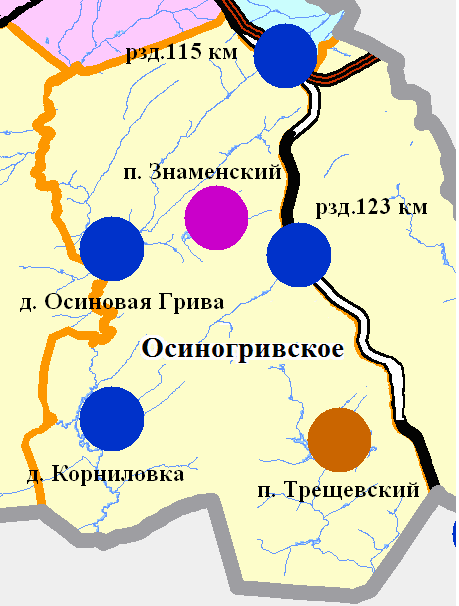 рзд.115 км
п. Знаменский
рзд.123 км
д. Осиновая Грива
Осиногривское
д. Корниловка
п. Трещевский